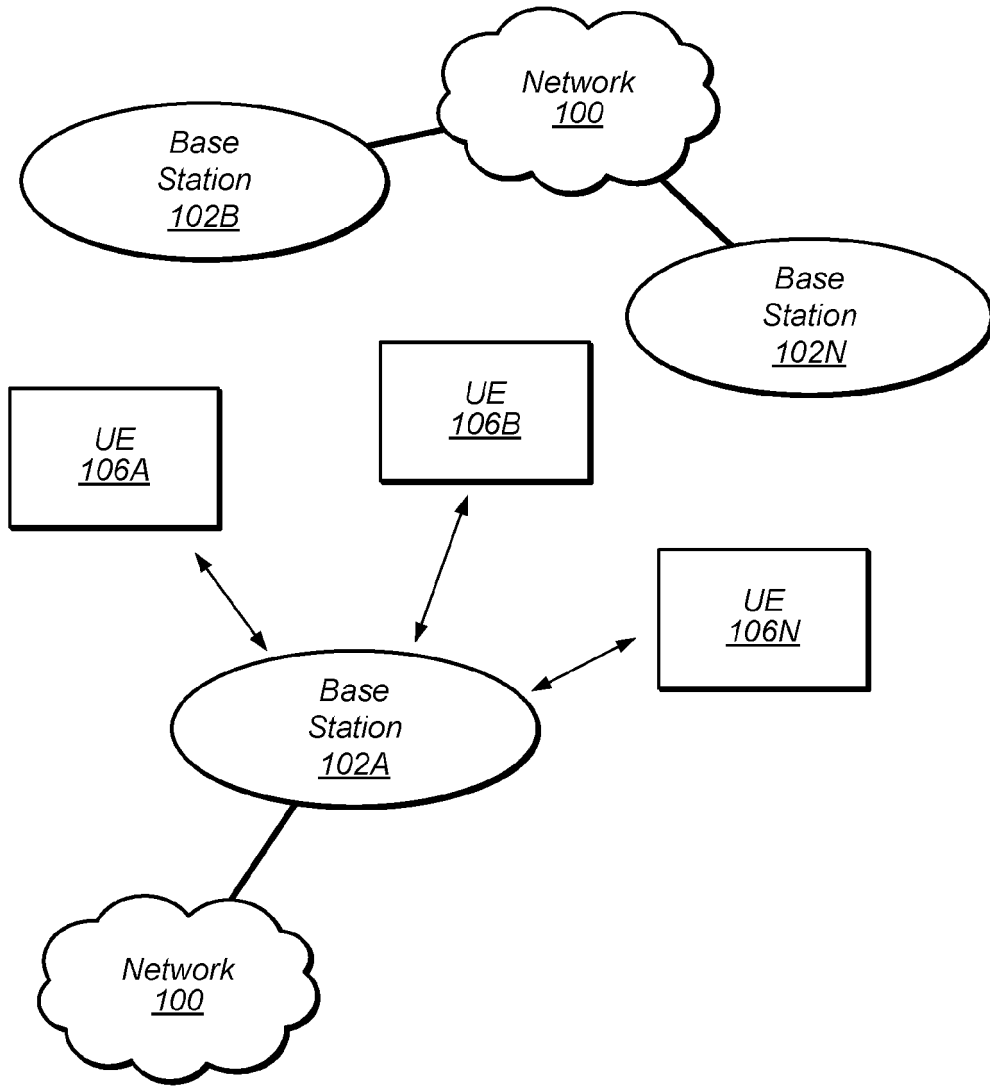 Network
100
Base
Station
102B
Base
Station
102N
UE
106B
UE
106A
UE
106N
Base
Station
102A
Network
100